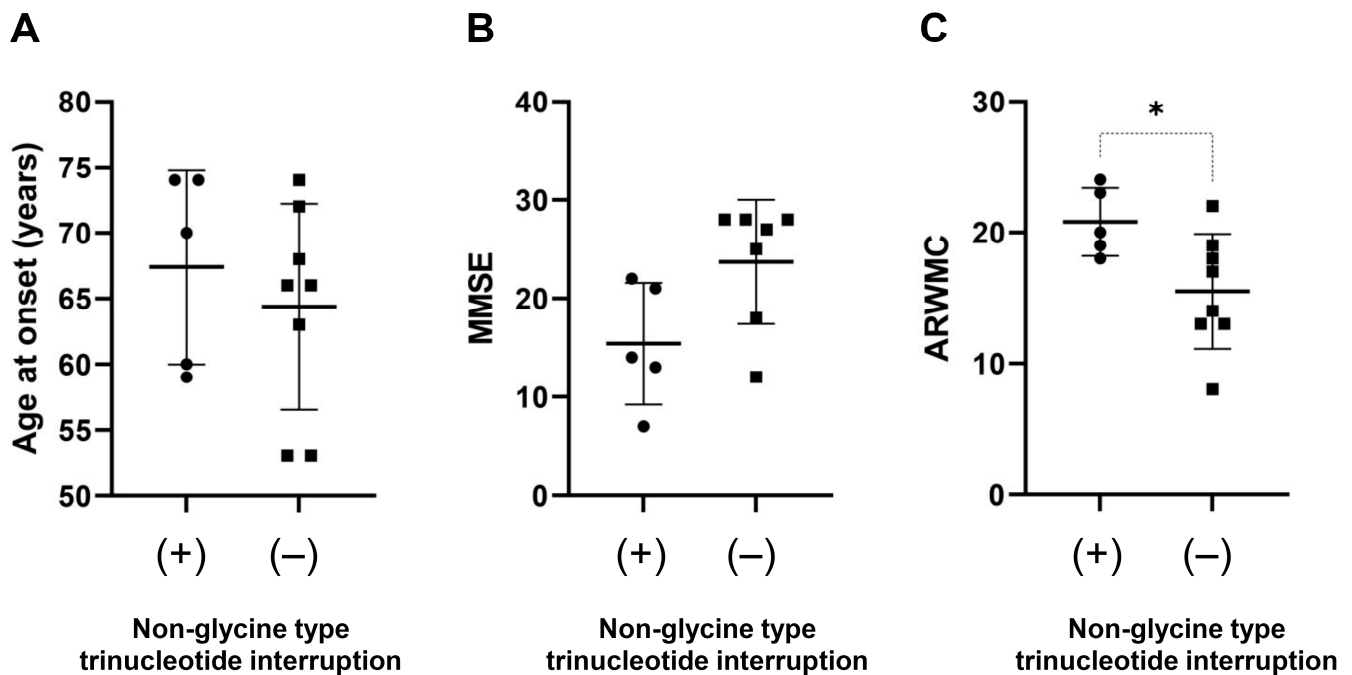 A
B
C
Age at onset (years)
80
75
70
65
60
55
50
(+)
(–)
Non-glycine type
trinucleotide interruption
MMSE
40
30
20
10
0
(+)
(–)
Non-glycine type
trinucleotide interruption
ARWMC
30
20
10
0
*
(+)
(–)
Non-glycine type
trinucleotide interruption